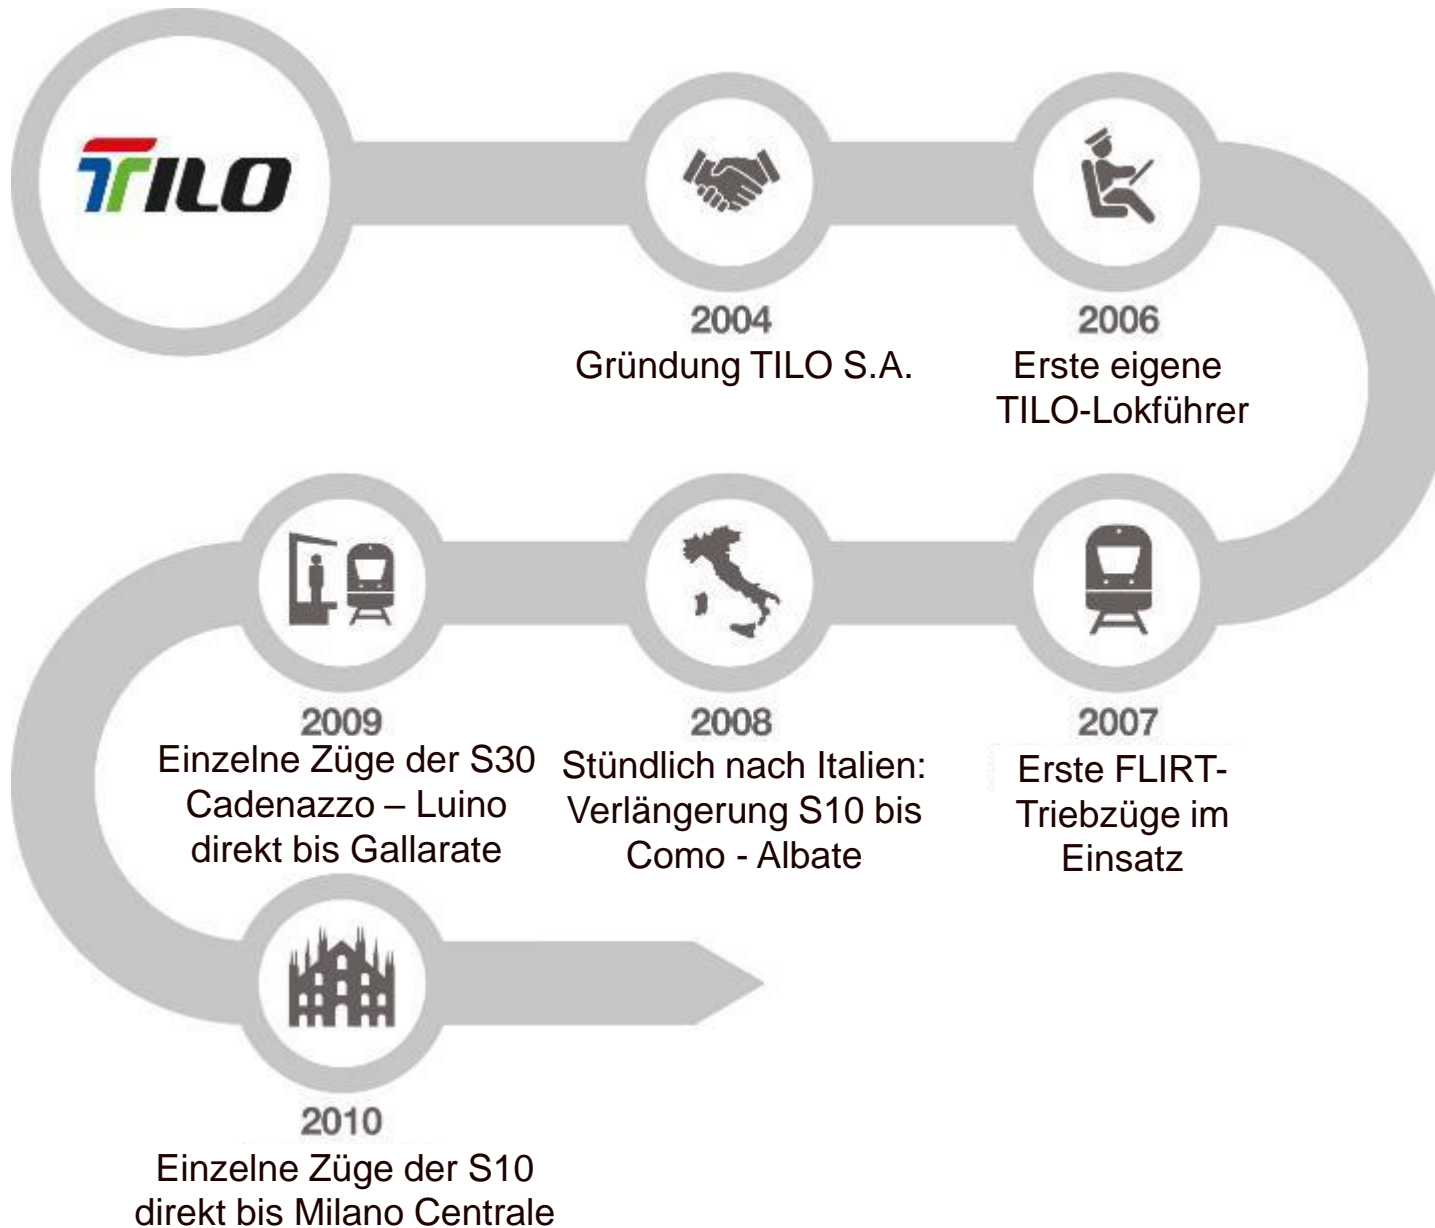 TILO
2004
Gründung TILO S.A.
2006
Erste eigene
TILO-Lokführer
2007
Erste FLIRT-
Triebzüge im
Einsatz
2008
Stündlich nach Italien:
Verlängerung S10 bis
Como - Albate
2009
Einzelne Züge der S30
Cadenazzo – Luino
direkt bis Gallarate
2010
Einzelne Züge der S10
direkt bis Milano Centrale